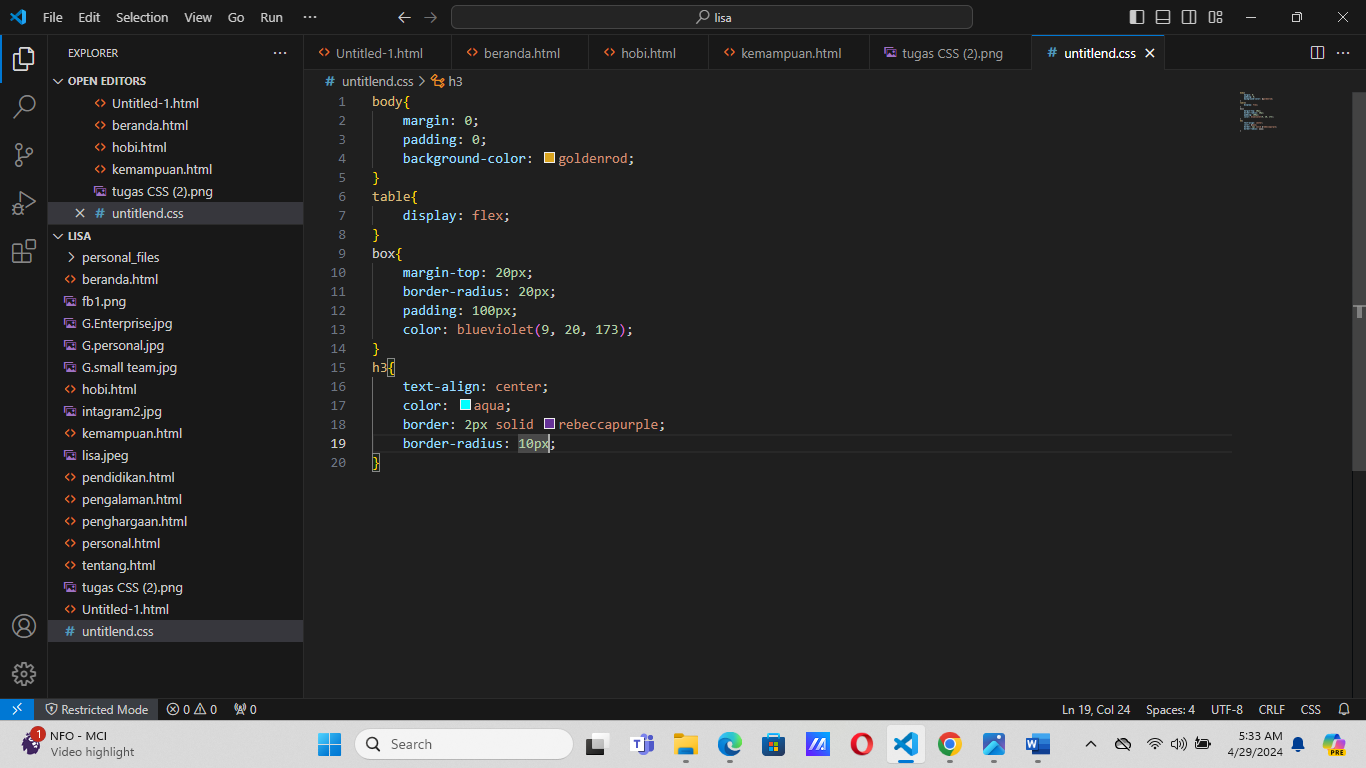 File Edit Selection View Go Run ··· lisa
EXPLORER ···
OPEN EDITORS
Untitled-1.html
beranda.html
hobi.html
kemampuan.html
tugas CSS (2).png
untitlend.css
LISA
personal_files
beranda.html
fb1.png
G.Enterprise.jpg
G.personal.jpg
G.small team.jpg
hobi.html
intagram2.jpg
kemampuan.html
lisa.jpeg
pendidikan.html
pengalaman.html
penghargaan.html
personal.html
tentang.html
tugas CSS (2).png
Untitled-1.html
untitlend.css
Untitled-1.html beranda.html hobi.html kemampuan.html tugas CSS (2).png untitlend.css ···
# untitlend.css > h3
1 body{
2 margin: 0;
3 padding: 0;
4 background-color: goldenrod;
5 }
6 table{
7 display: flex;
8 }
9 box{
10 margin-top: 20px;
11 border-radius: 20px;
12 padding: 100px;
13 color: blueviolet(9, 20, 173);
14 }
15 h3{
16 text-align: center;
17 color: aqua;
18 border: 2px solid rebeccapurple;
19 border-radius: 10px;
20 }
Restricted Mode 0 0 0 Ln 19, Col 24 Spaces: 4 UTF-8 CRLF CSS
1 NFO - MCI
Video highlight
Search
PRE
5:33 AM
4/29/2024